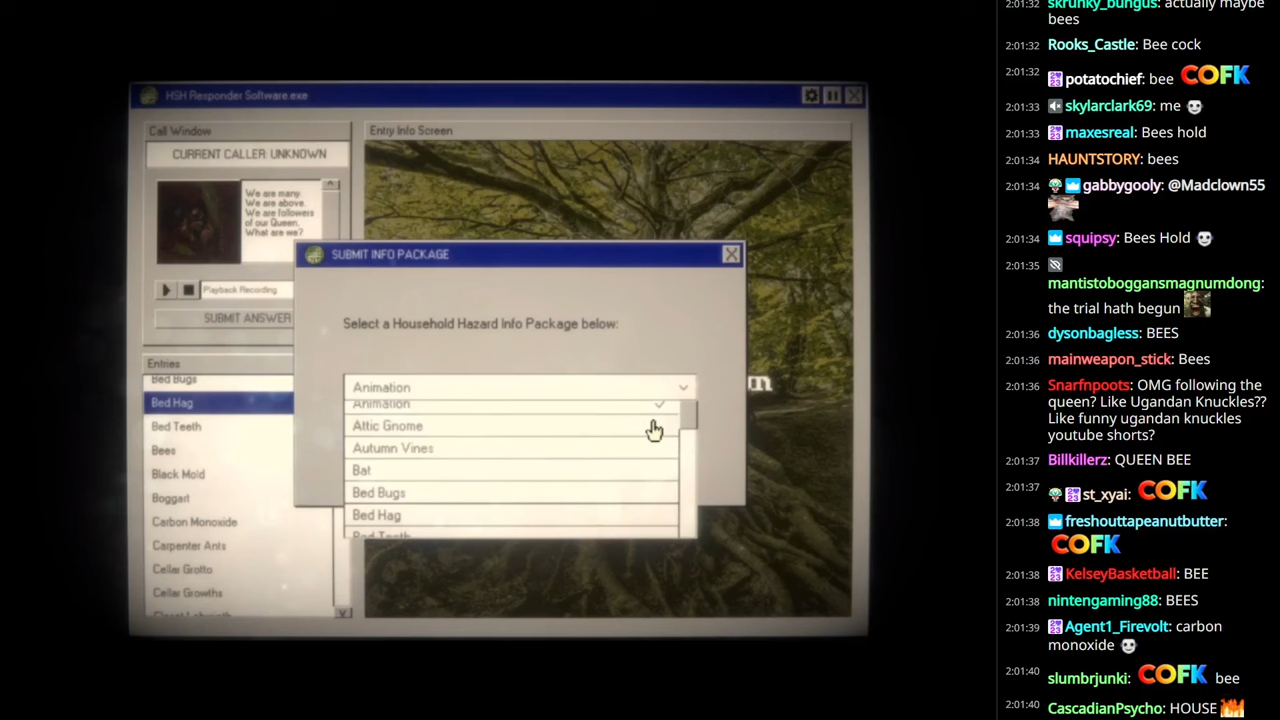 HSH Responder Software.exe
Call Window
CURRENT CALLER: UNKNOWN
We are many.
We are above.
We are followers
of our Queen.
What are we?
Playback Recording
SUBMIT ANSWER
Entries
Bed Bugs
Bed Hag
Bed Teeth
Bees
Black Mold
Boggart
Carbon Monoxide
Carpenter Ants
Cellar Grotto
Cellar Growths
Entry Info Screen
SUBMIT INFO PACKAGE
Select a Household Hazard Info Package below:
Animation
Animation
Attic Gnome
Autumn Vines
Bat
Bed Bugs
Bed Hag
Bed Teeth
2:01:32 skrunky_bungus: actually maybe
bees
2:01:32 Rooks_Castle: Bee cock
2:01:32 potatochief: bee COFK
2:01:33 skylarclark69: me
2:01:33 maxesreal: Bees hold
2:01:34 HAUNTSTORY: bees
2:01:34 gabbygooly: @Madclown55
2:01:34 squipsy: Bees Hold
2:01:35
mantistoboggansmagnumdong:
the trial hath begun
2:01:36 dysonbagless: BEES
2:01:36 mainweapon_stick: Bees
2:01:36 Snarfnpoots: OMG following the
queen? Like Ugandan Knuckles??
Like funny ugandan knuckles
youtube shorts?
2:01:37 Billkillerz: QUEEN BEE
2:01:37 st_xyai: COFK
2:01:38 freshouttapeanutbutter:
COFK
2:01:38 KelseyBasketball: BEE
2:01:38 nintengaming88: BEES
2:01:39 Agent1_Firevolt: carbon
monoxide
2:01:40 slumbrjunki: COFK bee
2:01:40 CascadianPsycho: HOUSE